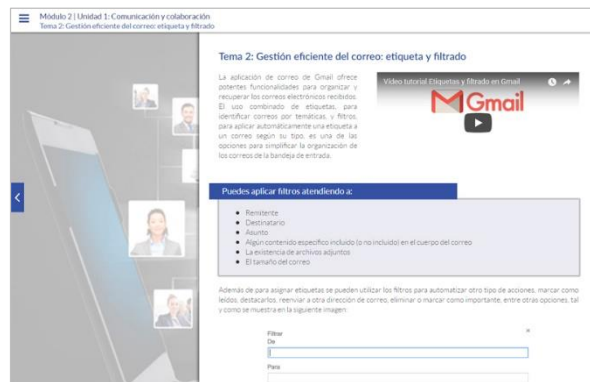 Módulo 2 | Unidad 1: Comunicación y colaboración
Tema 2: Gestión eficiente del correo: etiqueta y filtrado
Tema 2: Gestión eficiente del correo: etiqueta y filtrado
La aplicación de correo de Gmail ofrece
potentes funcionalidades para organizar y
recuperar los correos electrónicos recibidos.
El uso combinado de etiquetas, para
identificar correos por temáticas, y filtros,
para aplicar automáticamente una etiqueta a
un correo según su tipo, es una de las
opciones para simplificar la organización de
los correos de la bandeja de entrada.
Vídeo tutorial Etiquetas y filtrado en Gmail
Gmail
Puedes aplicar filtros atendiendo a:
Remitente
Destinatario
Asunto
Algún contenido específico incluido (o no incluido) en el cuerpo del correo
La existencia de archivos adjuntos
El tamaño del correo
Además de para asignar etiquetas se pueden utilizar los filtros para automatizar otro tipo de acciones, marcar como
leídos, destacarlos, reenviar a otra dirección de correo, eliminar o marcar como importante, entre otras opciones, tal
y como se muestra en la siguiente imagen:
Filtrar
De
Para